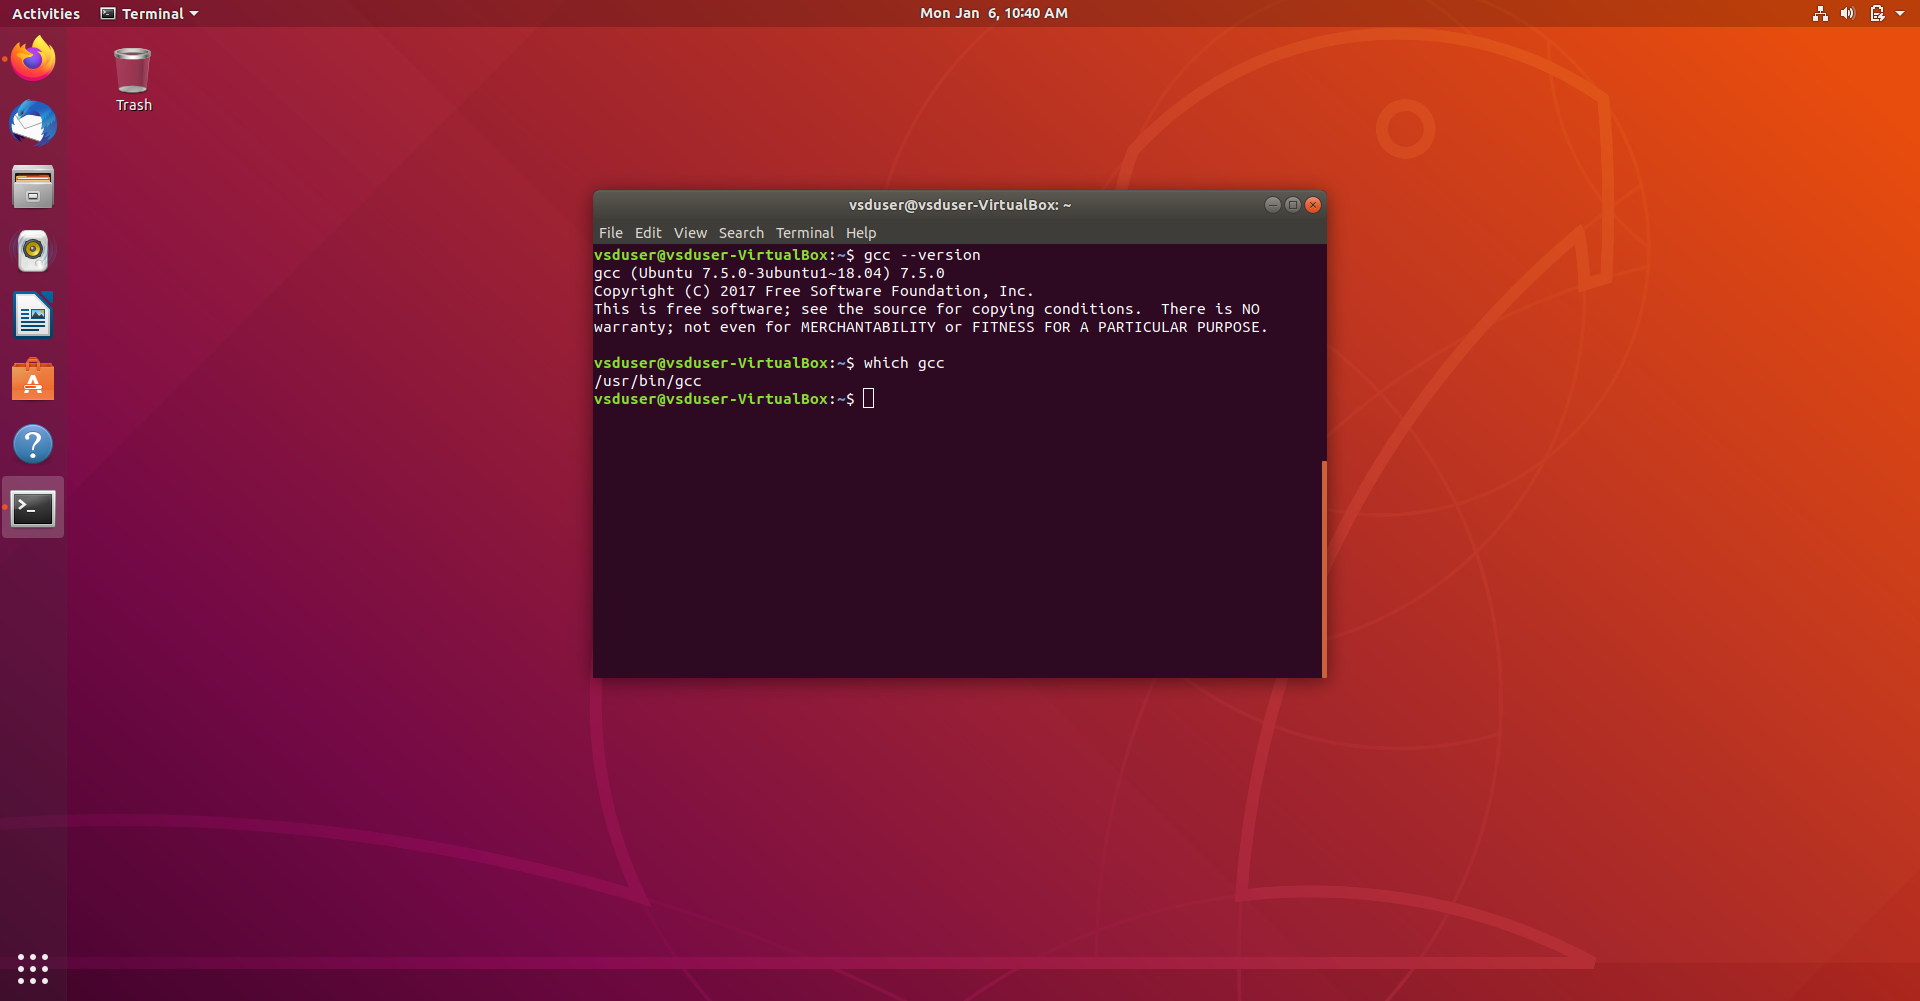 Activities
Terminal
Mon Jan  6, 10:40 AM
Trash
vsduser@vsduser-VirtualBox: ~
File Edit View Search Terminal Help
vsduser@vsduser-VirtualBox:~$ gcc --version
gcc (Ubuntu 7.5.0-3ubuntu1~18.04) 7.5.0
Copyright (C) 2017 Free Software Foundation, Inc.
This is free software; see the source for copying conditions.  There is NO
warranty; not even for MERCHANTABILITY or FITNESS FOR A PARTICULAR PURPOSE.
vsduser@vsduser-VirtualBox:~$ which gcc
/usr/bin/gcc
vsduser@vsduser-VirtualBox:~$